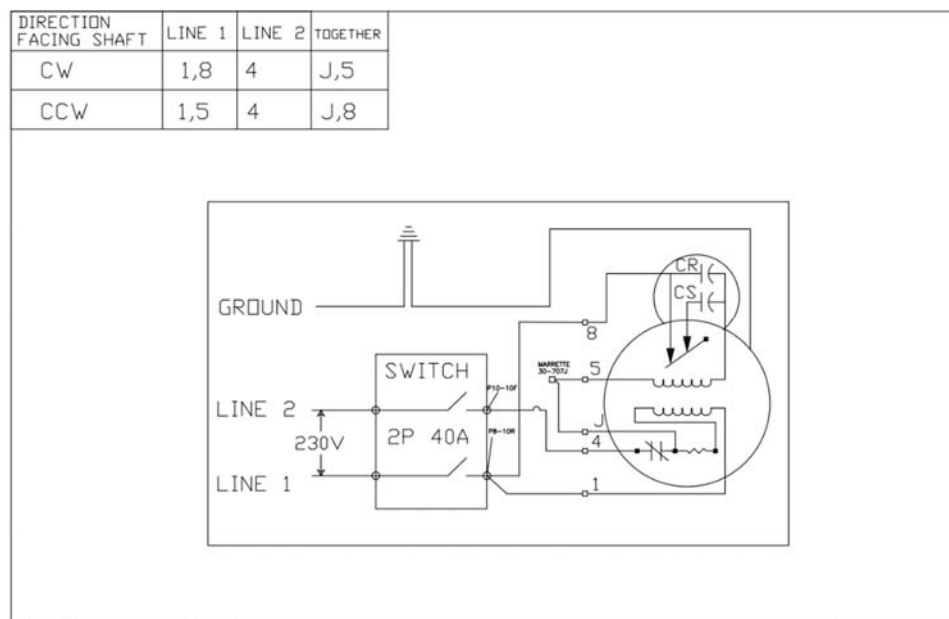 DIRECTION
FACING SHAFT LINE 1 LINE 2 TOGETHER
CW 1,8 4 J,5
CCW 1,5 4 J,8
CR
CS
GROUND
8
MARRETTE
30-707J
5
SWITCH
P10-10F
LINE 2
J
230V
2P 40A
P8-10R
4
LINE 1
1